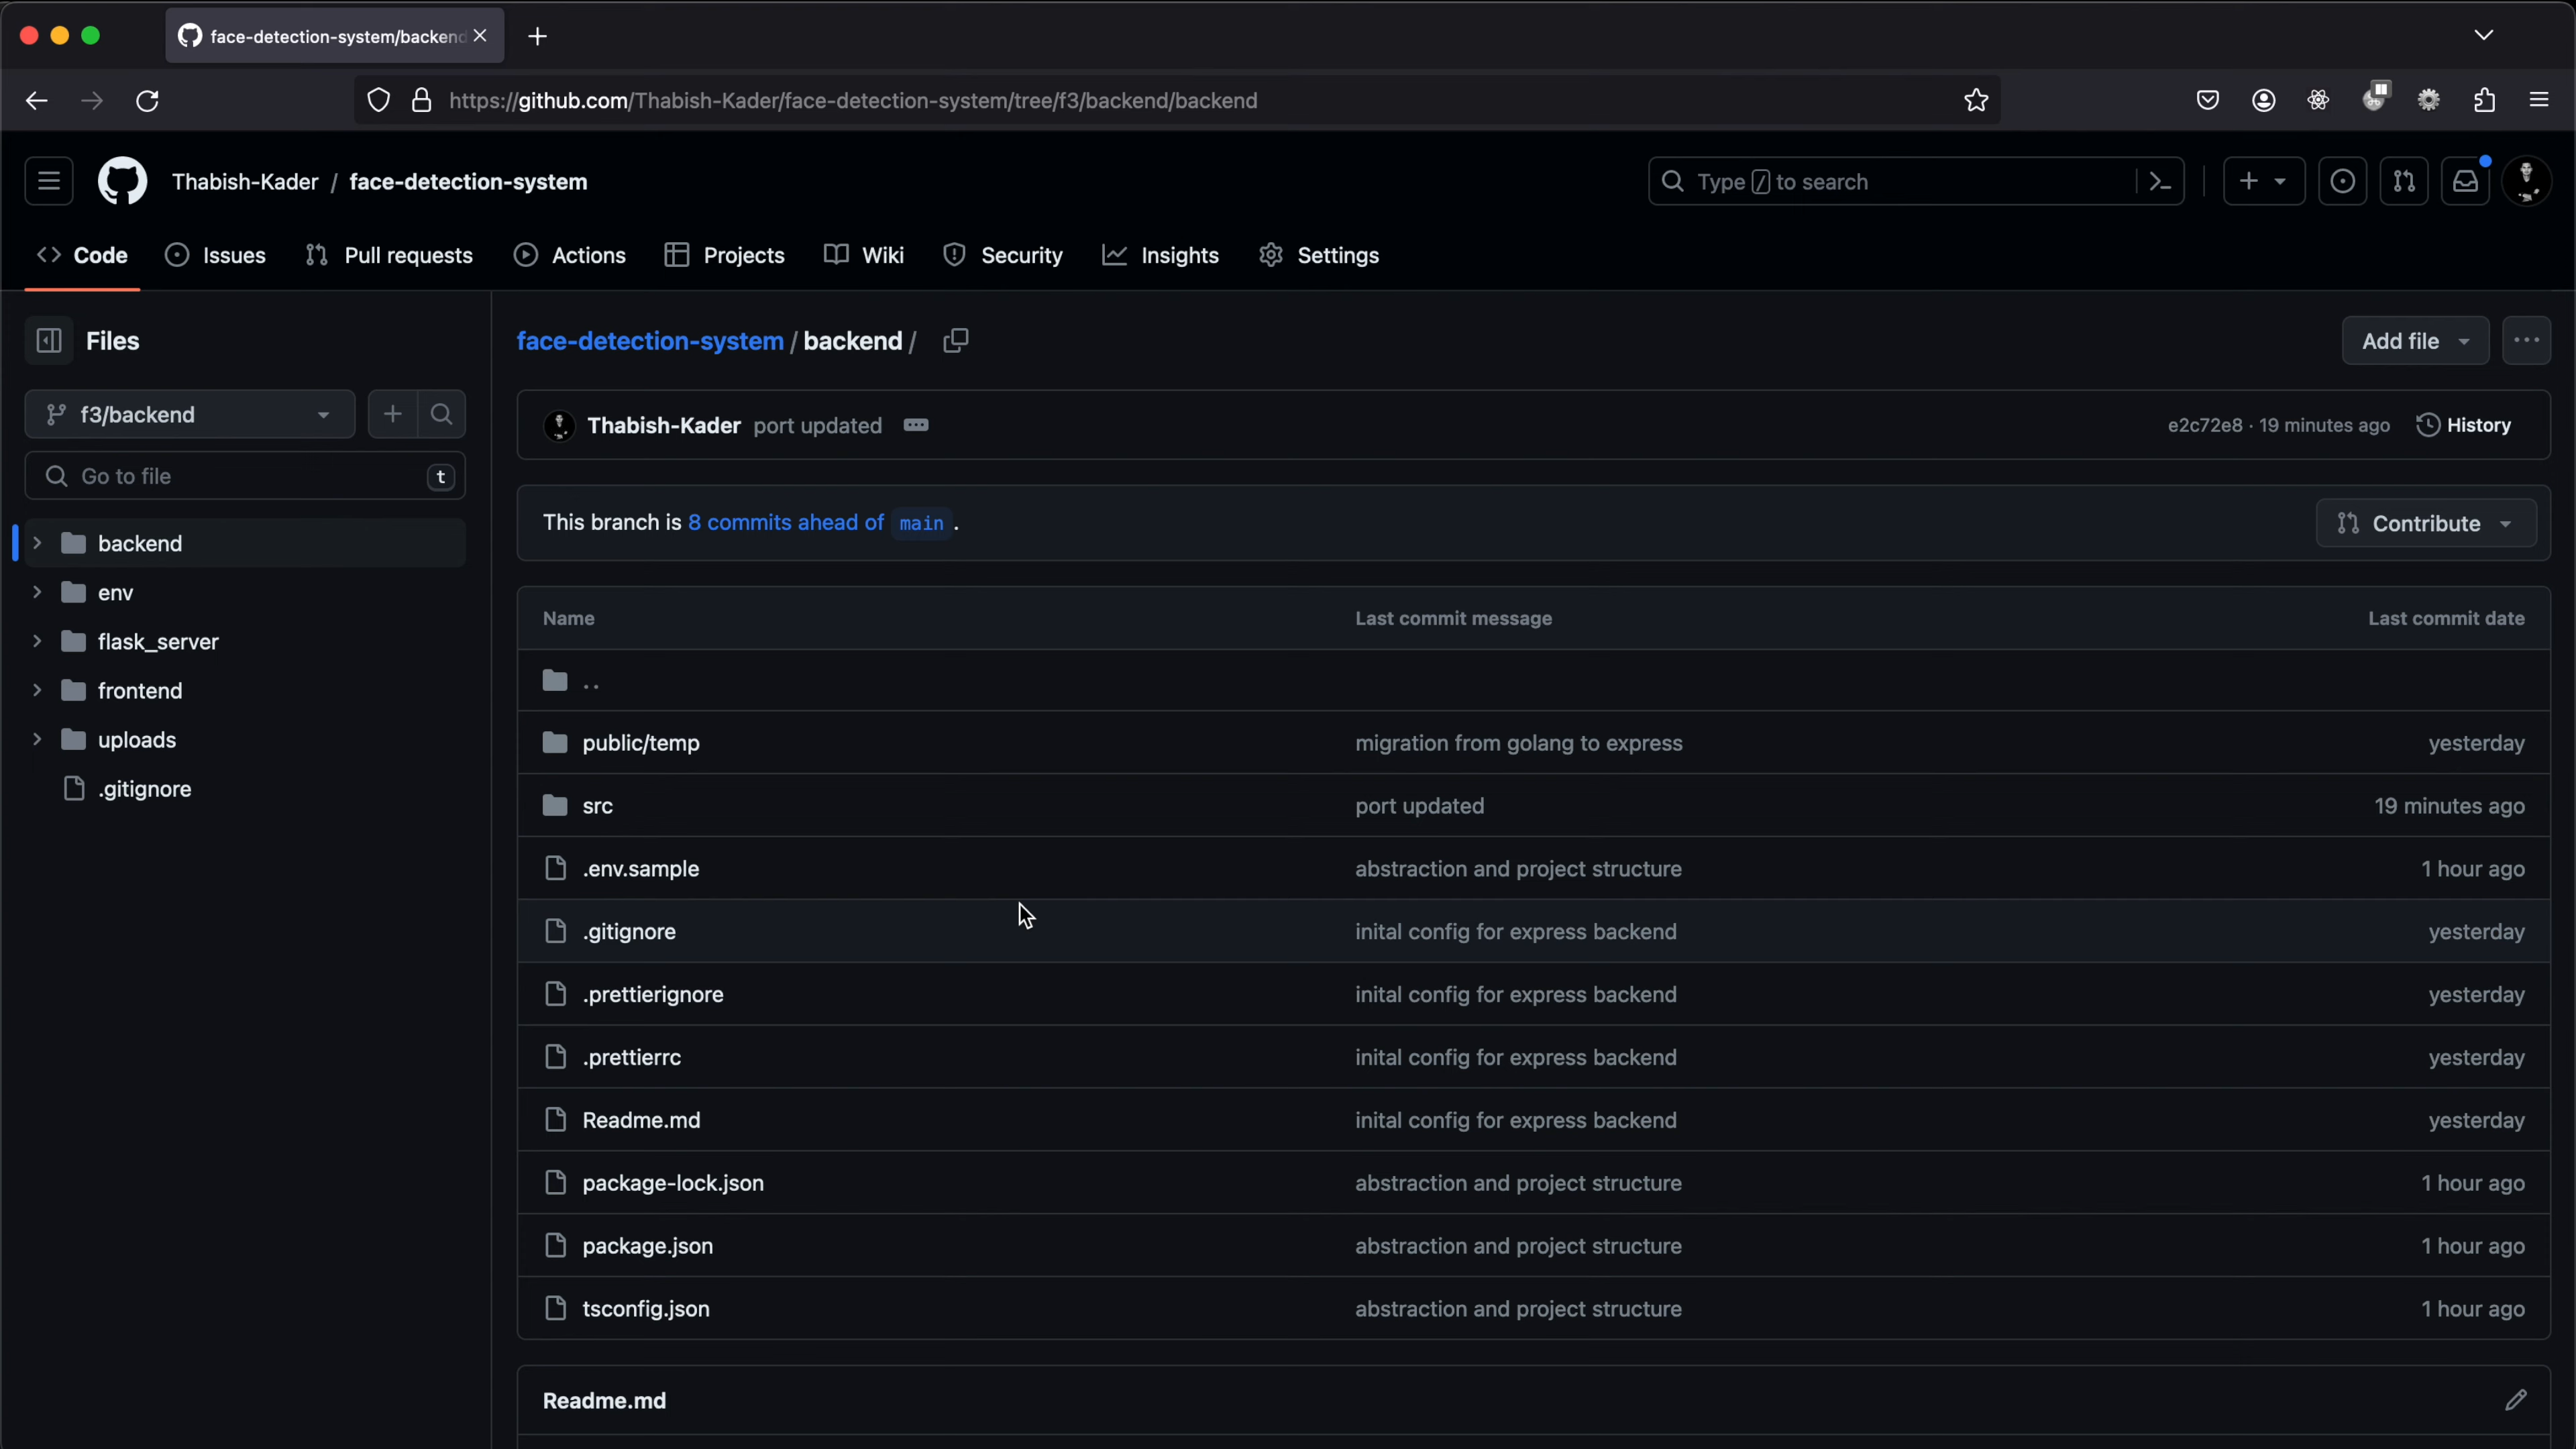 face-detection-system/backend
https://github.com/Thabish-Kader/face-detection-system/tree/f3/backend/backend
Thabish-Kader / face-detection-system
Type / to search
Code Issues Pull requests Actions Projects Wiki Security Insights Settings
Files
face-detection-system / backend /
Add file
f3/backend
Thabish-Kader port updated
e2c72e8 · 19 minutes ago History
Go to file t
This branch is 8 commits ahead of main .
Contribute
backend
env
flask_server
frontend
uploads
.gitignore
Name Last commit message Last commit date
..
public/temp migration from golang to express yesterday
src port updated 19 minutes ago
.env.sample abstraction and project structure 1 hour ago
.gitignore inital config for express backend yesterday
.prettierignore inital config for express backend yesterday
.prettierrc inital config for express backend yesterday
Readme.md inital config for express backend yesterday
package-lock.json abstraction and project structure 1 hour ago
package.json abstraction and project structure 1 hour ago
tsconfig.json abstraction and project structure 1 hour ago
Readme.md